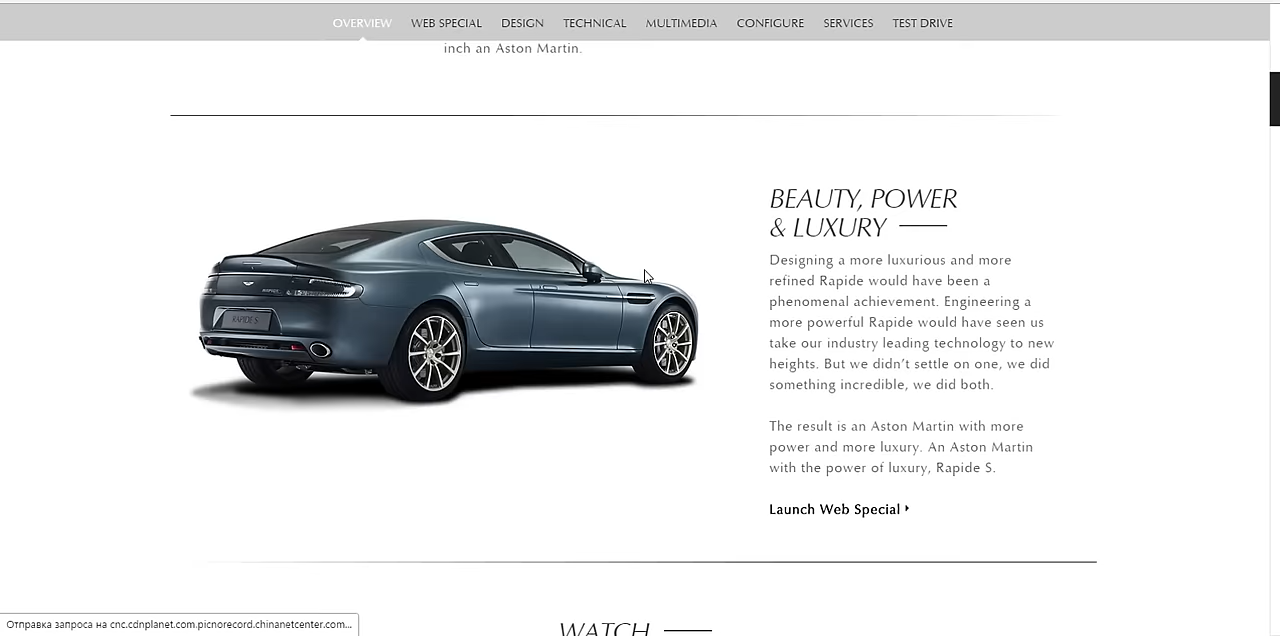 OVERVIEW WEB SPECIAL DESIGN TECHNICAL MULTIMEDIA CONFIGURE SERVICES TEST DRIVE
inch an Aston Martin.
BEAUTY, POWER
& LUXURY
Designing a more luxurious and more
refined Rapide would have been a
phenomenal achievement. Engineering a
more powerful Rapide would have seen us
take our industry leading technology to new
heights. But we didn’t settle on one, we did
something incredible, we did both.
The result is an Aston Martin with more
power and more luxury. An Aston Martin
with the power of luxury, Rapide S.
Launch Web Special
RAPIDE S
WATCH
Отправка запроса на cnc.cdnplanet.com.picnorecord.chinanetcenter.com...